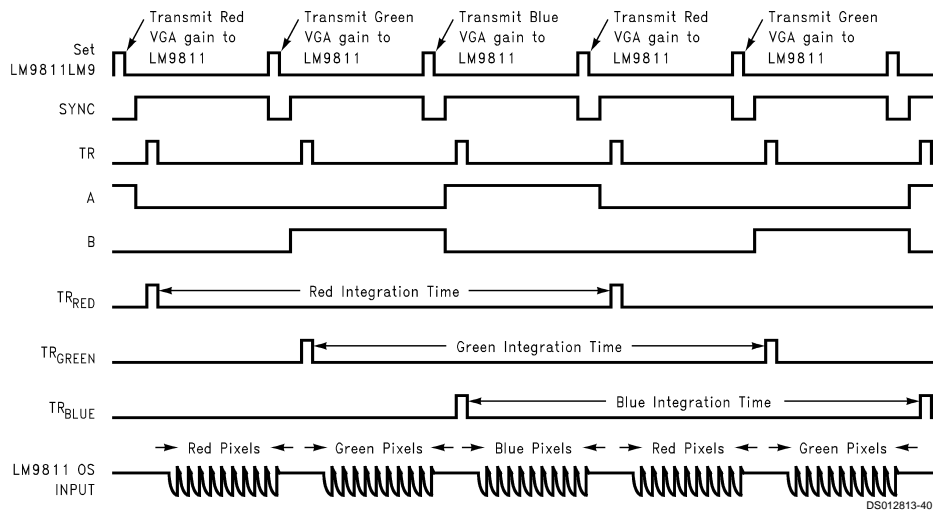 Transmit Red
VGA gain to
LM9811
Transmit Green
VGA gain to
LM9811
Transmit Blue
VGA gain to
LM9811
Transmit Red
VGA gain to
LM9811
Transmit Green
VGA gain to
LM9811
Set
LM9811LM9
SYNC
TR
A
B
TRRED
Red Integration Time
TRGREEN
Green Integration Time
TRBLUE
Blue Integration Time
Red Pixels
Green Pixels
Blue Pixels
Red Pixels
Green Pixels
LM9811 OS
INPUT
DS012813-40